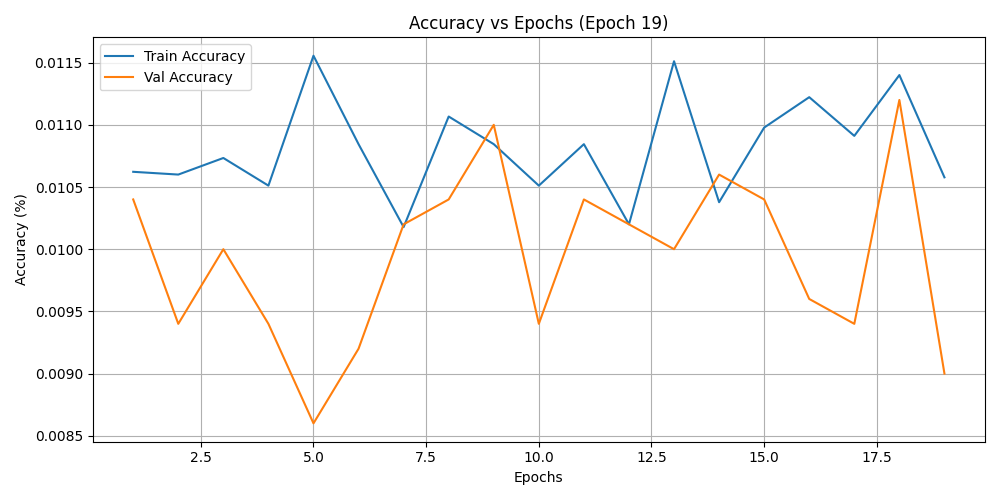 Accuracy vs Epochs (Epoch 19)
Train Accuracy
Val Accuracy
Accuracy (%)
0.0115
0.0110
0.0105
0.0100
0.0095
0.0090
0.0085
2.5 5.0 7.5 10.0 12.5 15.0 17.5
Epochs